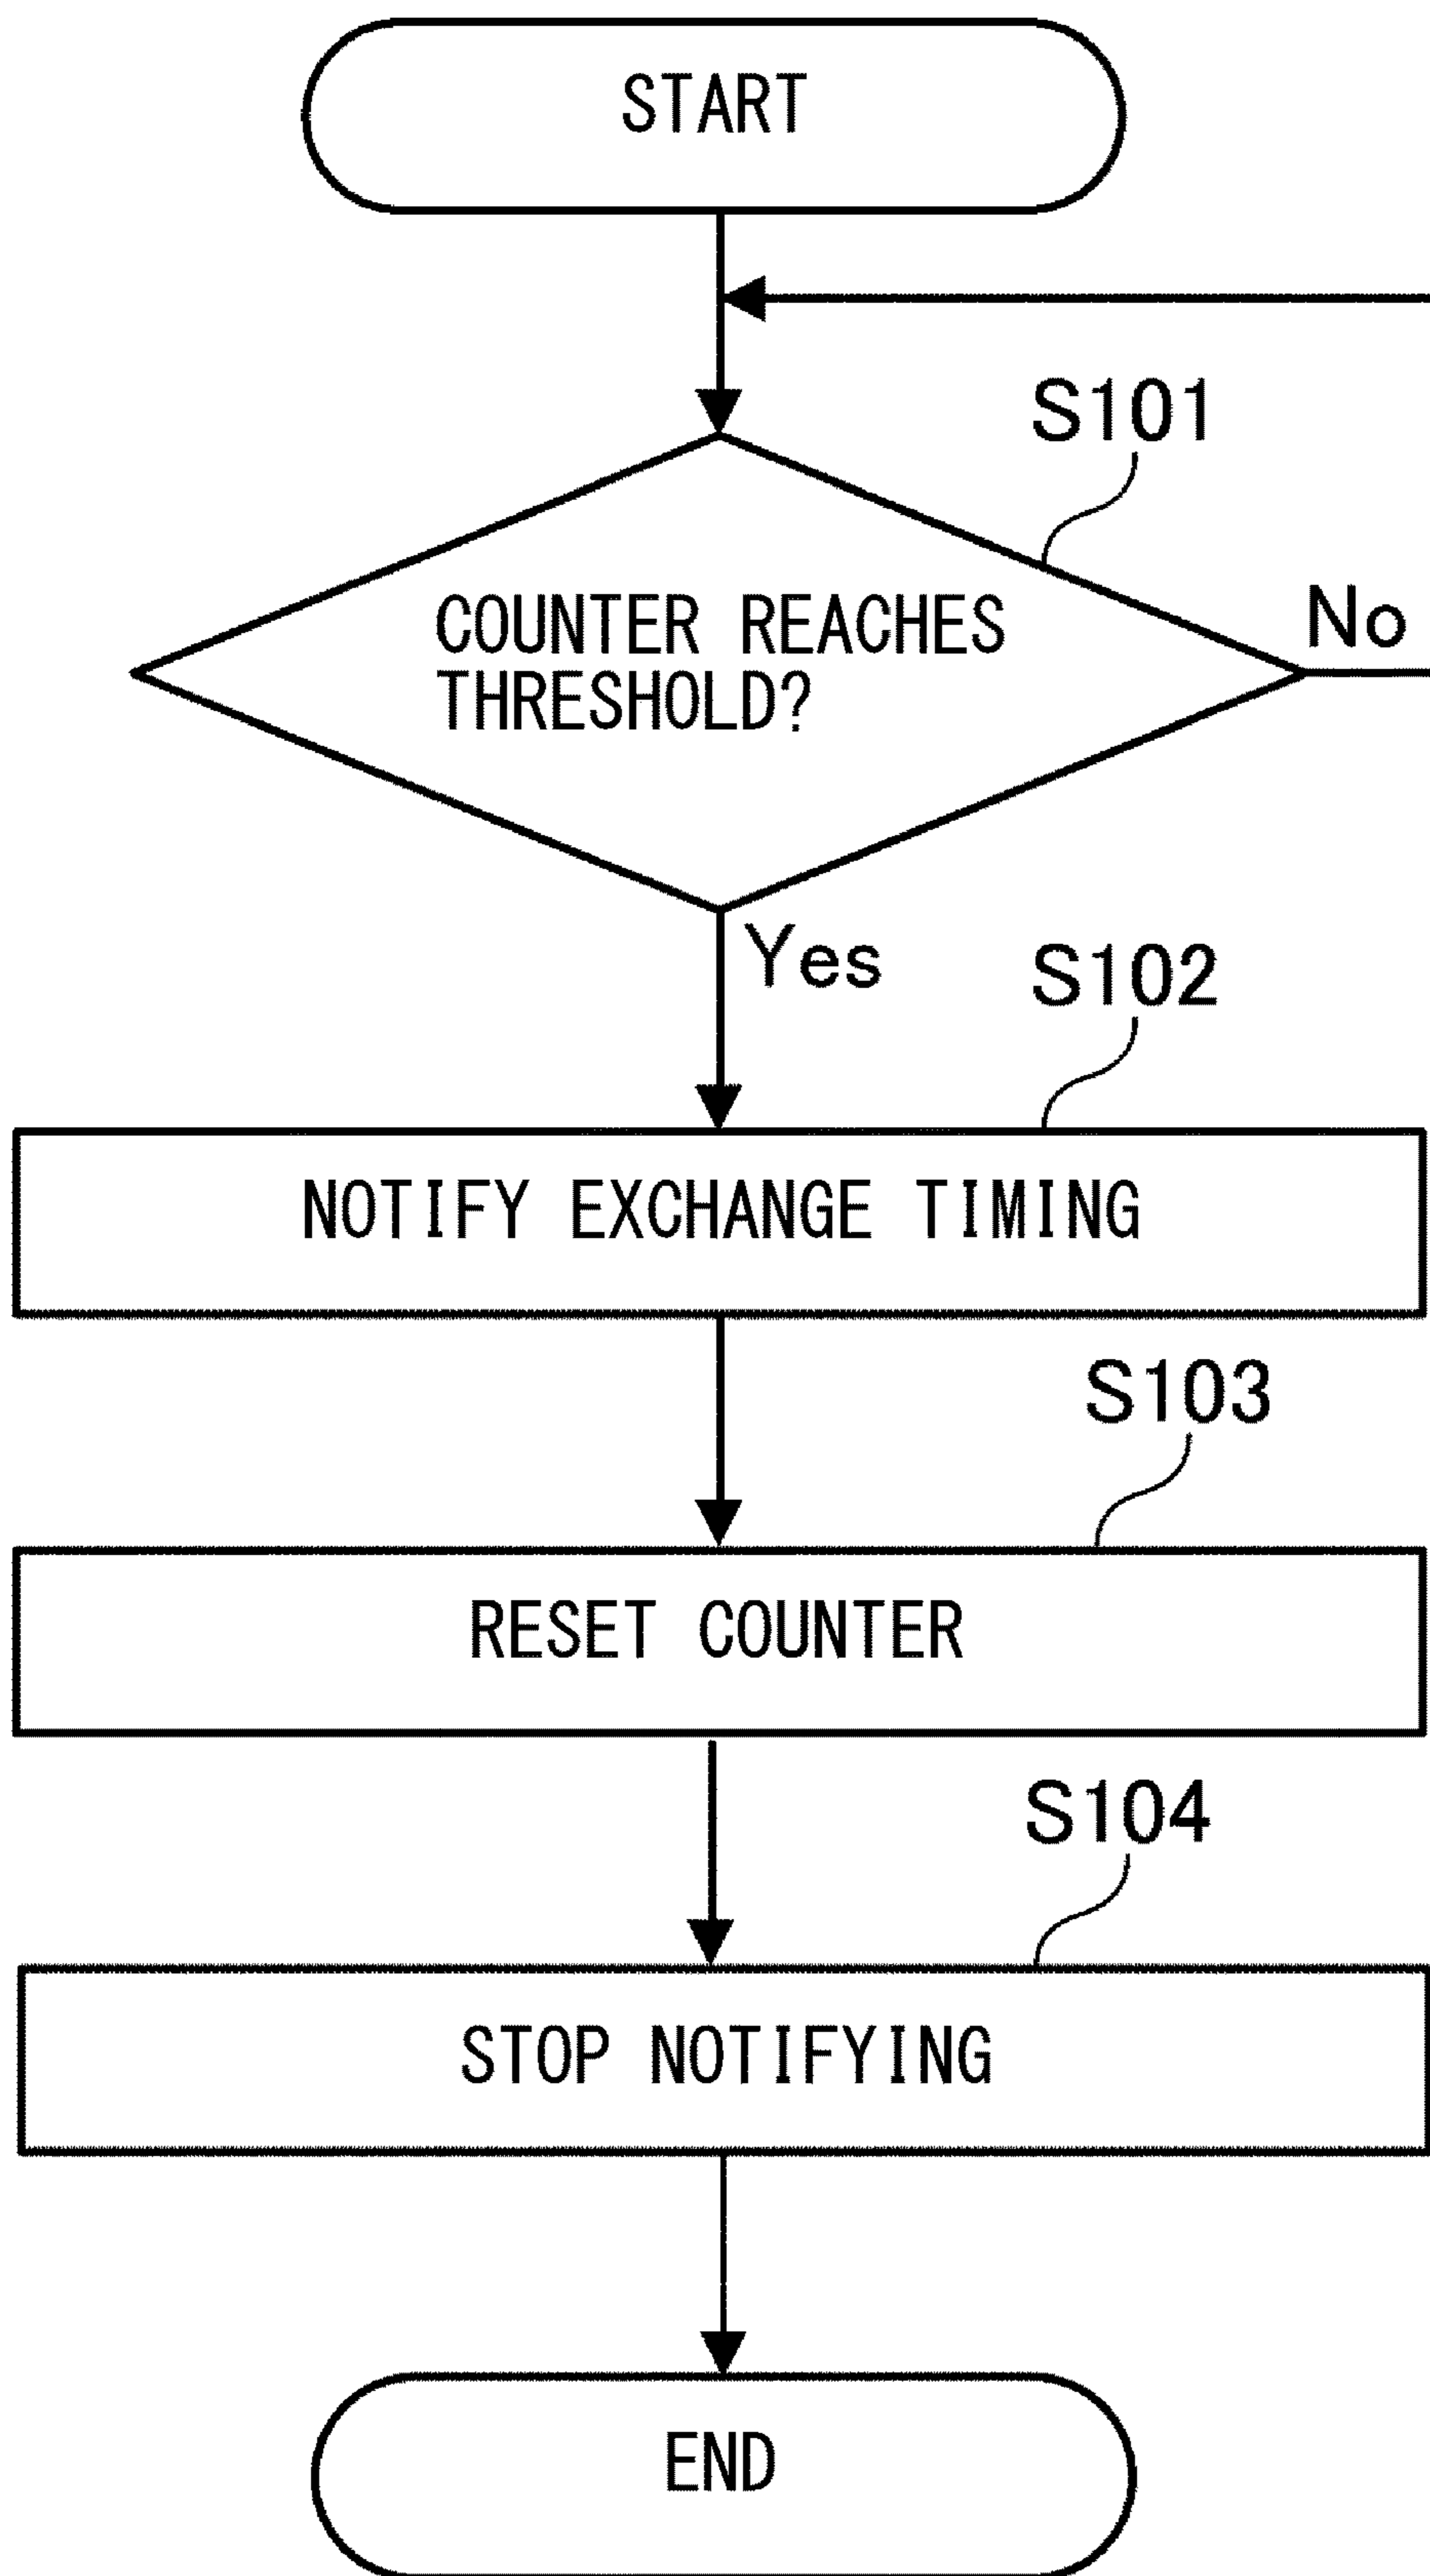 START
S101
COUNTER REACHES
THRESHOLD?
No
Yes
S102
NOTIFY EXCHANGE TIMING
S103
RESET COUNTER
S104
STOP NOTIFYING
END